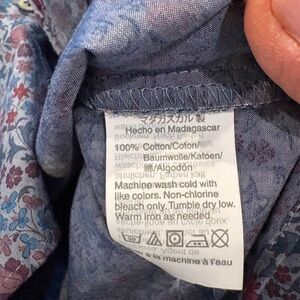 マダガスカル 製
Hecho en Madagascar
100% Cotton/Coton/
Baumwolle/Katoen/
綿/Algodón
Machine wash cold with
like colors. Non-chlorine
bleach only. Tumble dry low.
Warm iron as needed.
à la machine à l'eau